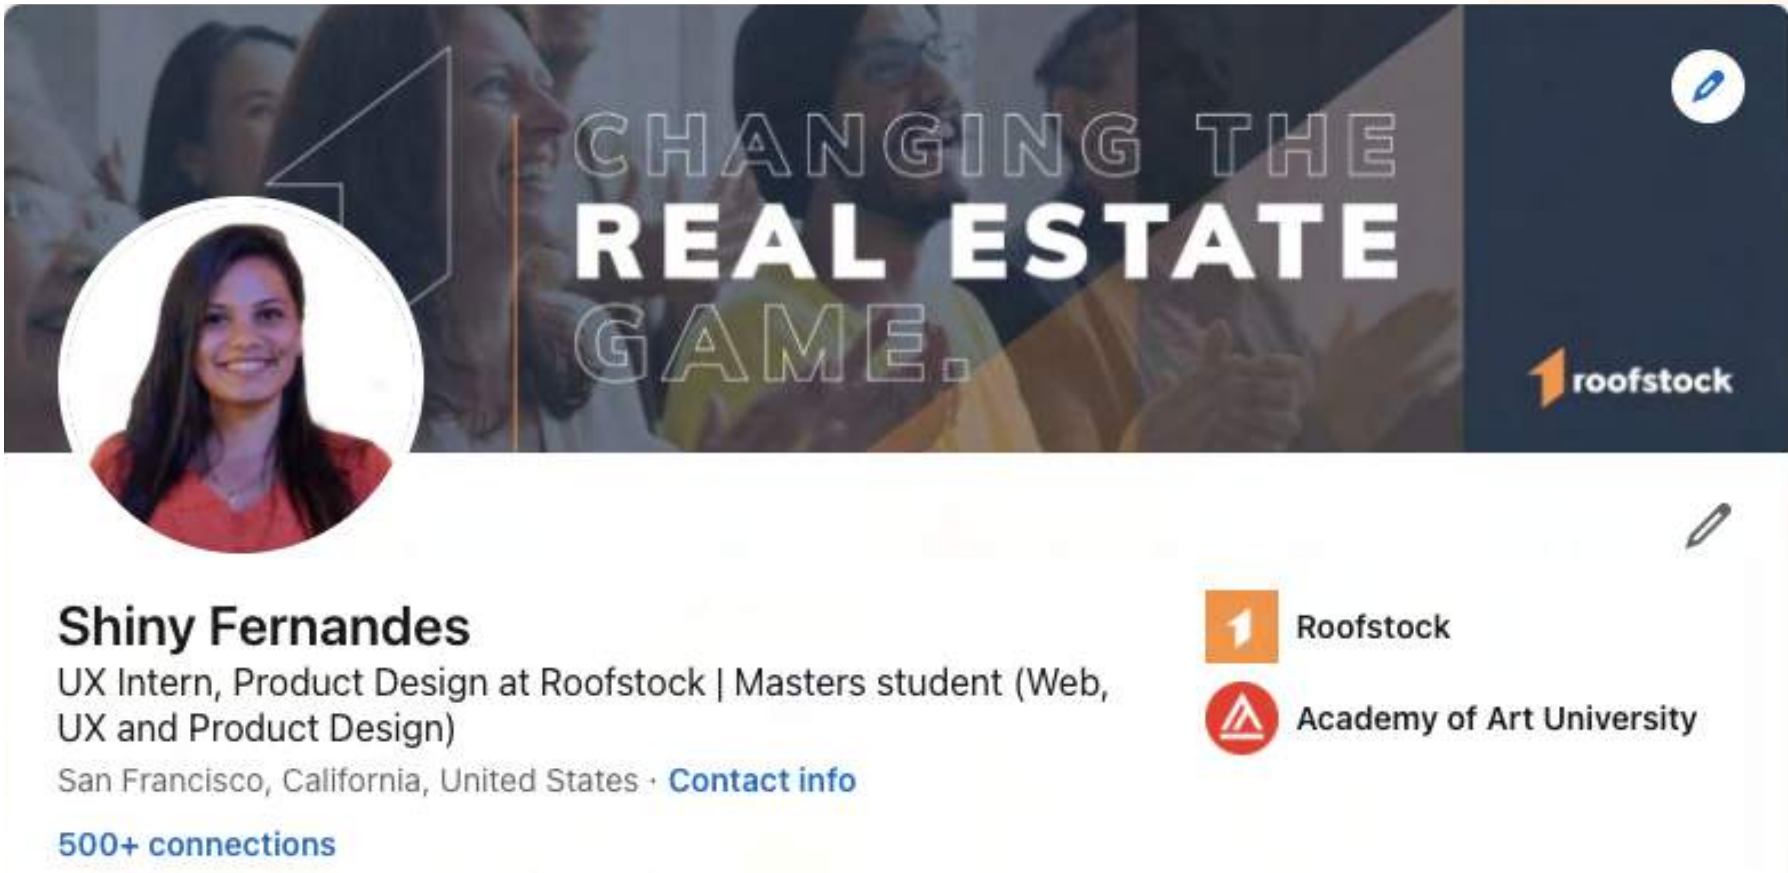 CHANGING THE
REAL ESTATE
GAME.
roofstock
Shiny Fernandes
UX Intern, Product Design at Roofstock | Masters student (Web,
UX and Product Design)
San Francisco, California, United States · Contact info
500+ connections
Roofstock
Academy of Art University